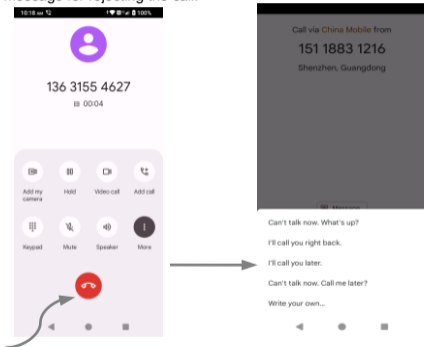 message for rejecting the call.
10:18 AM
100%
136 3155 4627
00:04
Add my camera
Hold
Video call
Add call
Keypad
Mute
Speaker
More
Call via China Mobile from
151 1883 1216
Shenzhen, Guangdong
Message
Can't talk now. What's up?
I'll call you right back.
I'll call you later.
Can't talk now. Call me later?
Write your own...